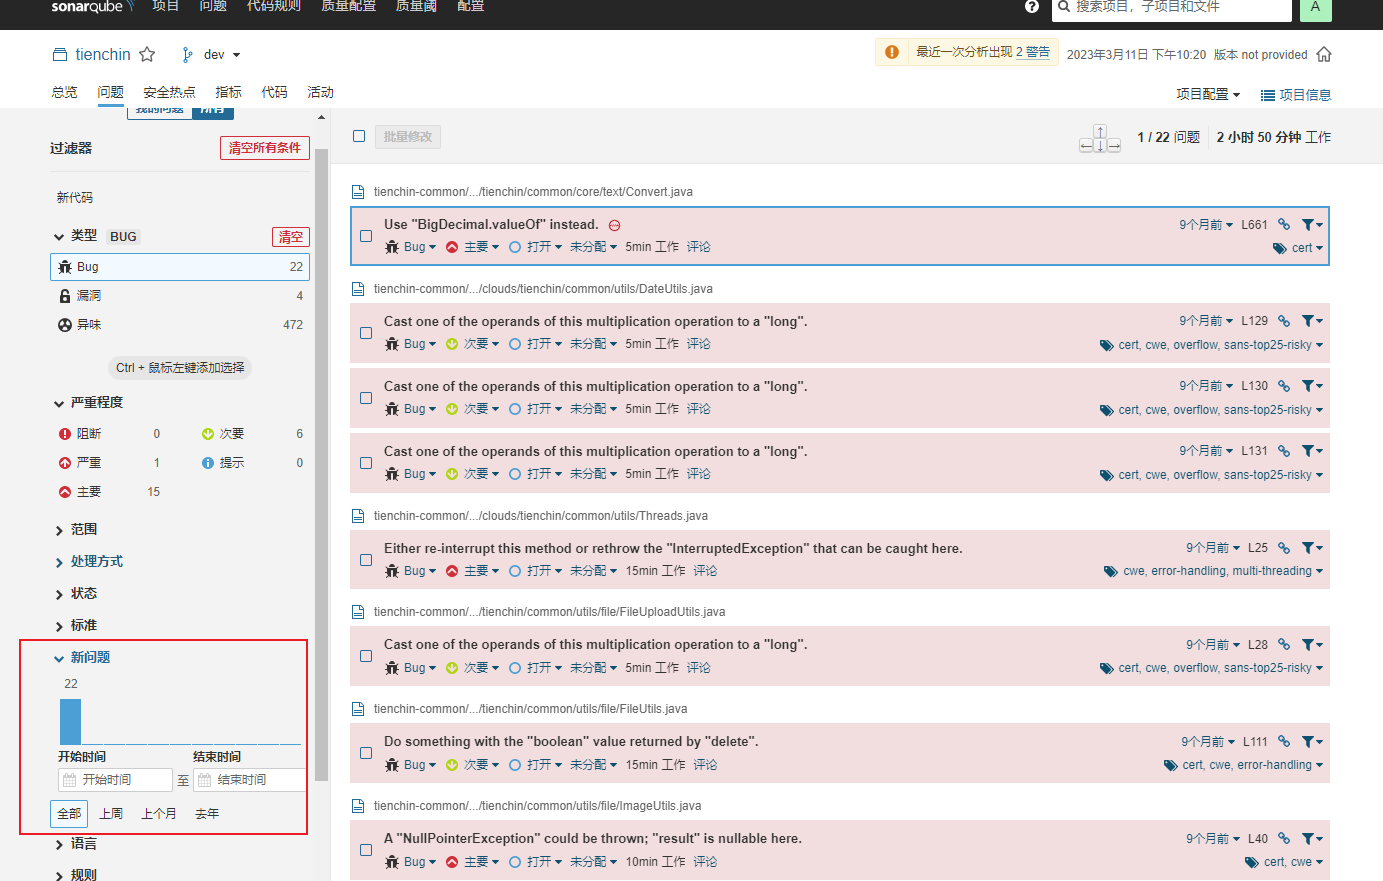 sonarqube 项目 问题 代码规则 质量配置 质量阈 配置 ? 搜索项目，子项目和文件 A
tienchin dev 最近一次分析出现 2 警告 2023年3月11日 下午10:20 版本 not provided
总览 问题 安全热点 指标 代码 活动 项目配置 项目信息
我的问题 所有
过滤器 清空所有条件
新代码
类型 BUG 清空
Bug 22
漏洞 4
异味 472
Ctrl + 鼠标左键添加选择
严重程度
阻断 0 次要 6
严重 1 提示 0
主要 15
范围
处理方式
状态
标准
新问题
22
开始时间 结束时间
开始时间 至 结束时间
全部 上周 上个月 去年
语言
规则
批量修改 1 / 22 问题 2 小时 50 分钟 工作
tienchin-common/.../tienchin/common/core/text/Convert.java
Use "BigDecimal.valueOf" instead. 9个月前 L661
Bug 主要 打开 未分配 5min 工作 评论 cert
tienchin-common/.../clouds/tienchin/common/utils/DateUtils.java
Cast one of the operands of this multiplication operation to a "long". 9个月前 L129
Bug 次要 打开 未分配 5min 工作 评论 cert, cwe, overflow, sans-top25-risky
Cast one of the operands of this multiplication operation to a "long". 9个月前 L130
Bug 次要 打开 未分配 5min 工作 评论 cert, cwe, overflow, sans-top25-risky
Cast one of the operands of this multiplication operation to a "long". 9个月前 L131
Bug 次要 打开 未分配 5min 工作 评论 cert, cwe, overflow, sans-top25-risky
tienchin-common/.../clouds/tienchin/common/utils/Threads.java
Either re-interrupt this method or rethrow the "InterruptedException" that can be caught here. 9个月前 L25
Bug 主要 打开 未分配 15min 工作 评论 cwe, error-handling, multi-threading
tienchin-common/.../tienchin/common/utils/file/FileUploadUtils.java
Cast one of the operands of this multiplication operation to a "long". 9个月前 L28
Bug 次要 打开 未分配 5min 工作 评论 cert, cwe, overflow, sans-top25-risky
tienchin-common/.../tienchin/common/utils/file/FileUtils.java
Do something with the "boolean" value returned by "delete". 9个月前 L111
Bug 次要 打开 未分配 15min 工作 评论 cert, cwe, error-handling
tienchin-common/.../tienchin/common/utils/file/ImageUtils.java
A "NullPointerException" could be thrown; "result" is nullable here. 9个月前 L40
Bug 主要 打开 未分配 10min 工作 评论 cert, cwe